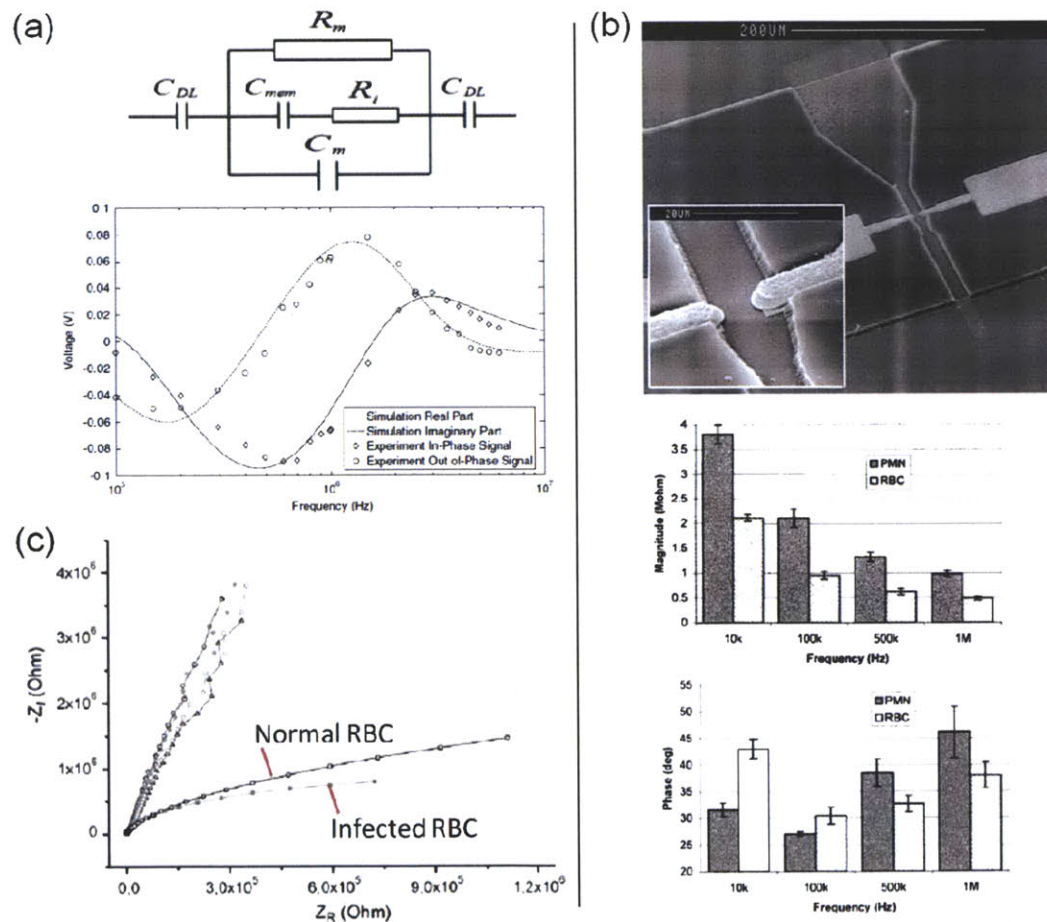 (a)
R_m
C_DL
C_mem
R_i
C_DL
C_m
0 1
0.08
0.06
0.04
0.02
0
-0.02
-0.04
-0.06
-0.08
-0 1
Voltage (V)
Simulation Real Part
Simulation Imaginary Part
Experiment In-Phase Signal
Experiment Out of-Phase Signal
10^5
10^6
10^7
Frequency (Hz)
(b)
200UM
20UM
4
3.5
3
2.5
2
1.5
1
0.5
0
Magnitude (Mohm)
PMN
RBC
10k
100k
500k
1M
Frequency (Hz)
55
50
45
40
35
30
25
20
Phase (deg)
PMN
RBC
10k
100k
500k
1M
Frequency (Hz)
(c)
4x10^6
3x10^6
2x10^6
1x10^6
0
-Z_I (Ohm)
Normal RBC
Infected RBC
0.0
3.0x10^5
6.0x10^5
9.0x10^5
1.2x10^6
Z_R (Ohm)